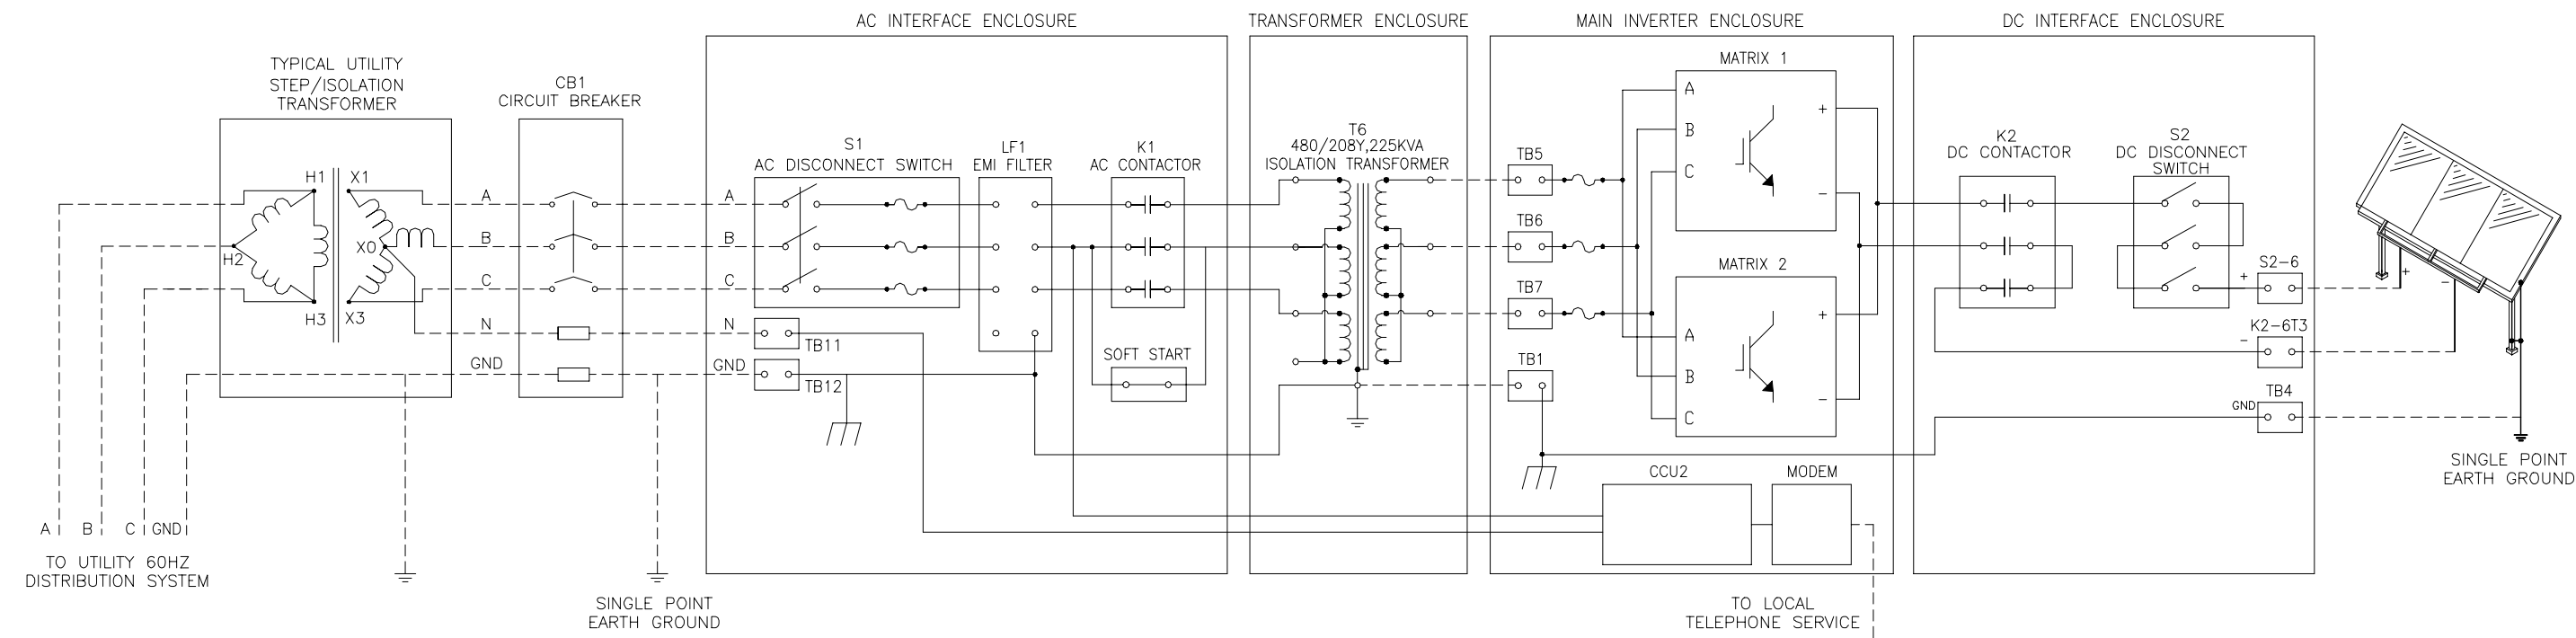 AC INTERFACE ENCLOSURE
TRANSFORMER ENCLOSURE
MAIN INVERTER ENCLOSURE
DC INTERFACE ENCLOSURE
TYPICAL UTILITY
STEP/ISOLATION
TRANSFORMER
H1
X1
H2
X0
H3
X3
CB1
CIRCUIT BREAKER
A
B
C
N
GND
A
B
C
N
GND
S1
AC DISCONNECT SWITCH
LF1
EMI FILTER
K1
AC CONTACTOR
TB11
TB12
SOFT START
T6
480/208Y,225KVA
ISOLATION TRANSFORMER
TB5
TB6
TB7
TB1
MATRIX 1
A
B
C
+
−
MATRIX 2
A
B
C
+
−
CCU2
MODEM
K2
DC CONTACTOR
S2
DC DISCONNECT
SWITCH
+
S2-6
K2-6T3
−
TB4
GND
+
−
SINGLE POINT
EARTH GROUND
A B C GND
TO UTILITY 60HZ
DISTRIBUTION SYSTEM
SINGLE POINT
EARTH GROUND
TO LOCAL
TELEPHONE SERVICE